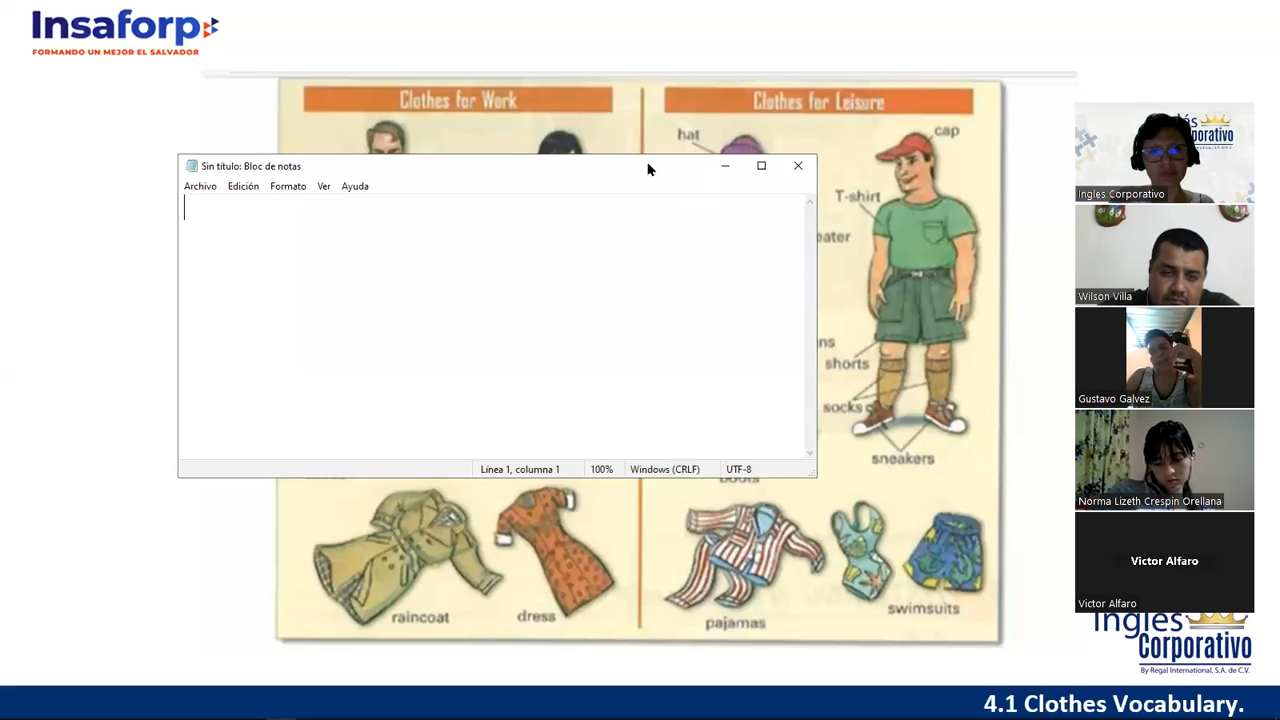 Insaforp
FORMANDO UN MEJOR EL SALVADOR
Clothes for Work
Clothes for Leisure
hat
cap
T-shirt
shorts
socks
sneakers
raincoat
dress
pajamas
swimsuits
Sin título: Bloc de notas
Archivo Edición Formato Ver Ayuda
Línea 1, columna 1 100% Windows (CRLF) UTF-8
Corporativo
Ingles Corporativo
Wilson Villa
Gustavo Galvez
Norma Lizeth Crespin Orellana
Victor Alfaro
Victor Alfaro
Inglés
Corporativo
By Regal International, S.A. de C.V.
4.1 Clothes Vocabulary.